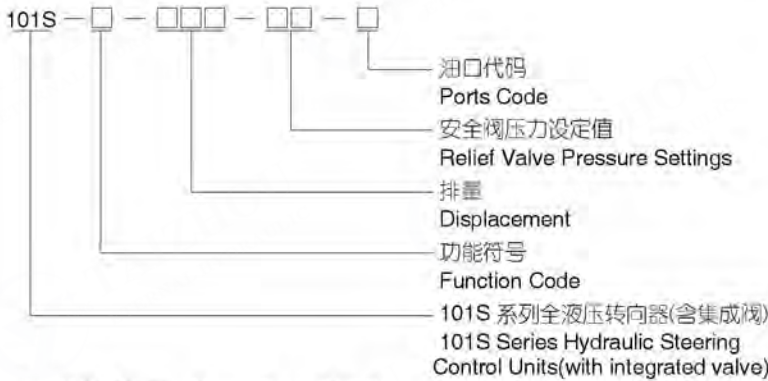 101S - □ - □□□ - □□ - □
油口代码
Ports Code
安全阀压力设定值
Relief Valve Pressure Settings
排量
Displacement
功能符号
Function Code
101S 系列全液压转向器(含集成阀)
101S Series Hydraulic Steering
Control Units(with integrated valve)